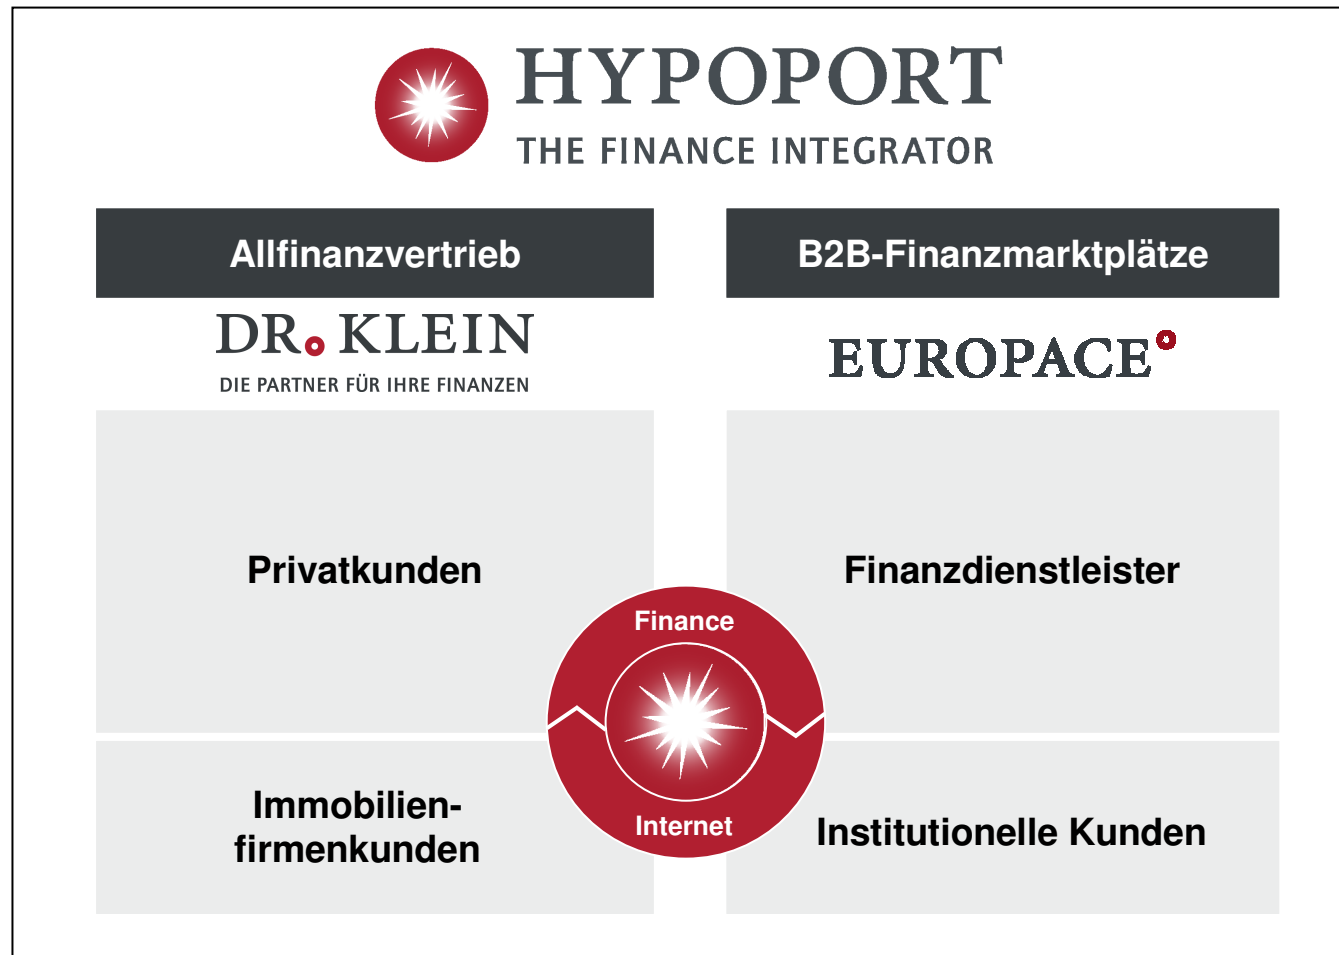 HYPOPORT
THE FINANCE INTEGRATOR
Allfinanzvertrieb
DR. KLEIN
DIE PARTNER FÜR IHRE FINANZEN
Privatkunden
Immobilien-
firmenkunden
B2B-Finanzmarktplätze
EUROPACE
Finanzdienstleister
Institutionelle Kunden
Finance
Internet